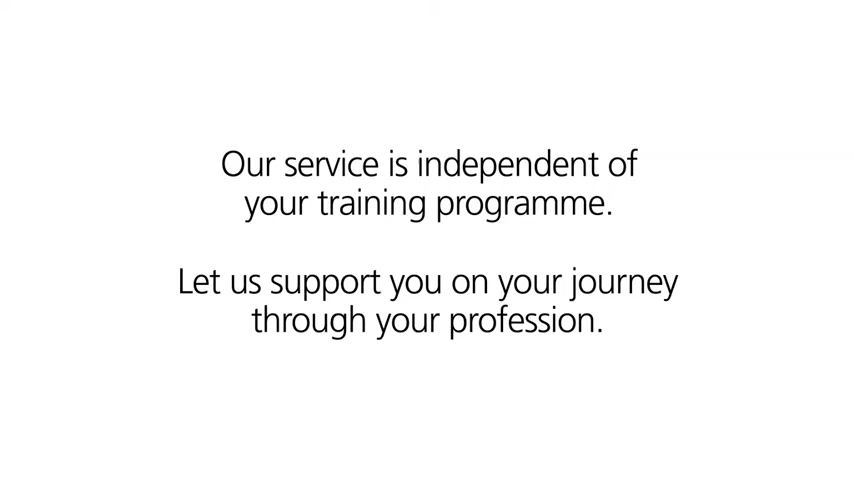 Our service is independent of
your training programme.
Let us support you on your journey
through your profession.